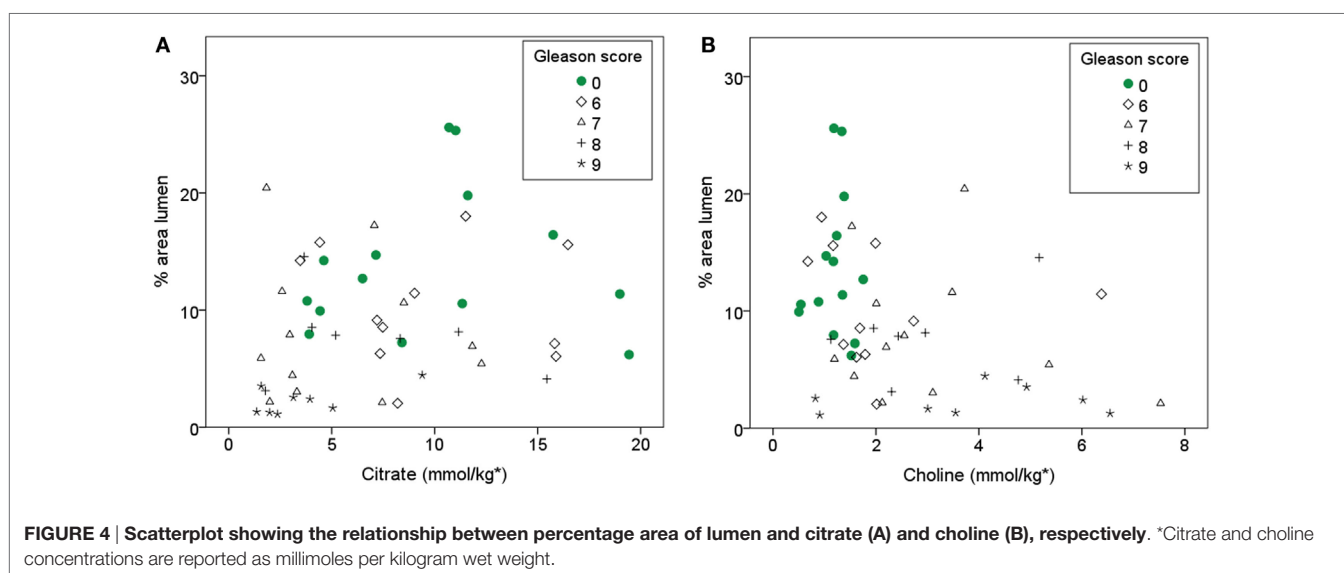 A
% area lumen
30
20
10
0
0 5 10 15 20
Citrate (mmol/kg*)
Gleason score
0
6
7
8
9
B
% area lumen
30
20
10
0
0 2 4 6 8
Choline (mmol/kg*)
Gleason score
0
6
7
8
9
FIGURE 4 | Scatterplot showing the relationship between percentage area of lumen and citrate (A) and choline (B), respectively. *Citrate and choline
concentrations are reported as millimoles per kilogram wet weight.